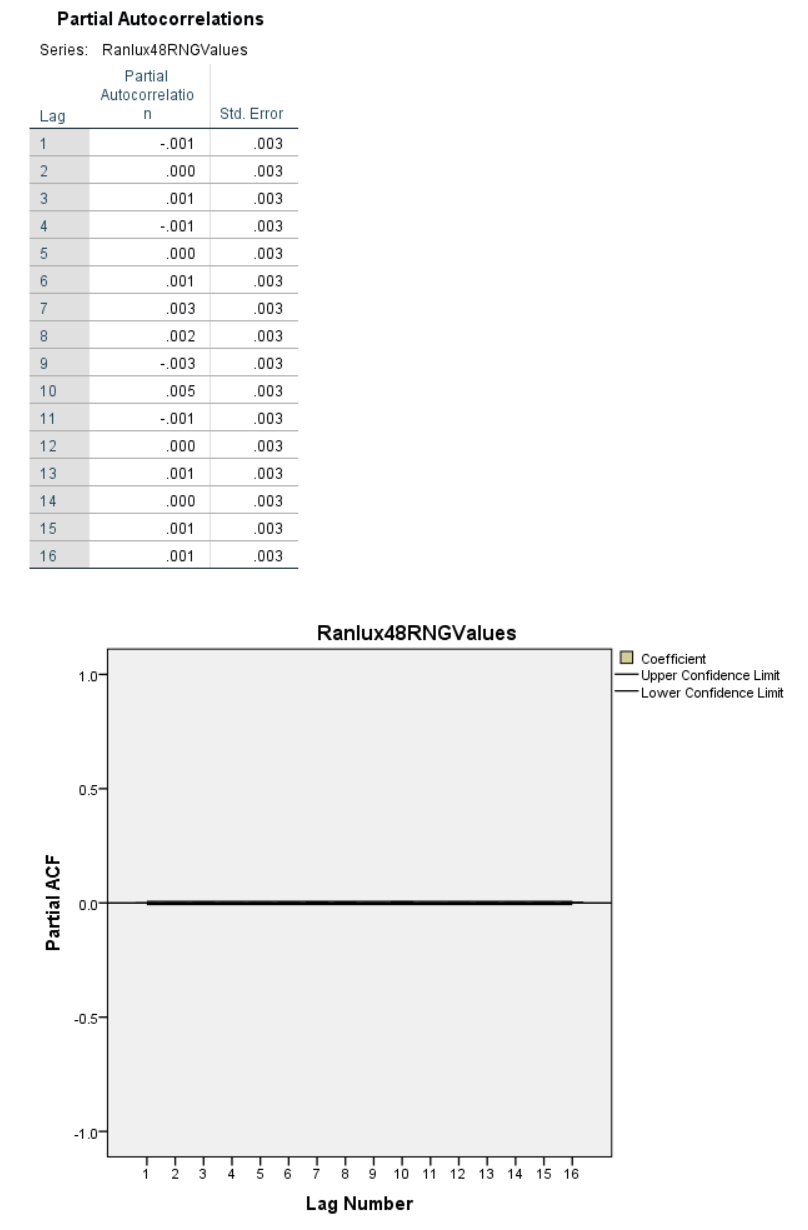 Partial Autocorrelations
Series: Ranlux48RNGValues
Partial
Autocorrelatio
Lag n Std. Error
1 -.001 .003
2 .000 .003
3 .001 .003
4 -.001 .003
5 .000 .003
6 .001 .003
7 .003 .003
8 .002 .003
9 -.003 .003
10 .005 .003
11 -.001 .003
12 .000 .003
13 .001 .003
14 .000 .003
15 .001 .003
16 .001 .003
Ranlux48RNGValues
Coefficient
Upper Confidence Limit
Lower Confidence Limit
1.0
0.5
0.0
-0.5
-1.0
Partial ACF
1 2 3 4 5 6 7 8 9 10 11 12 13 14 15 16
Lag Number